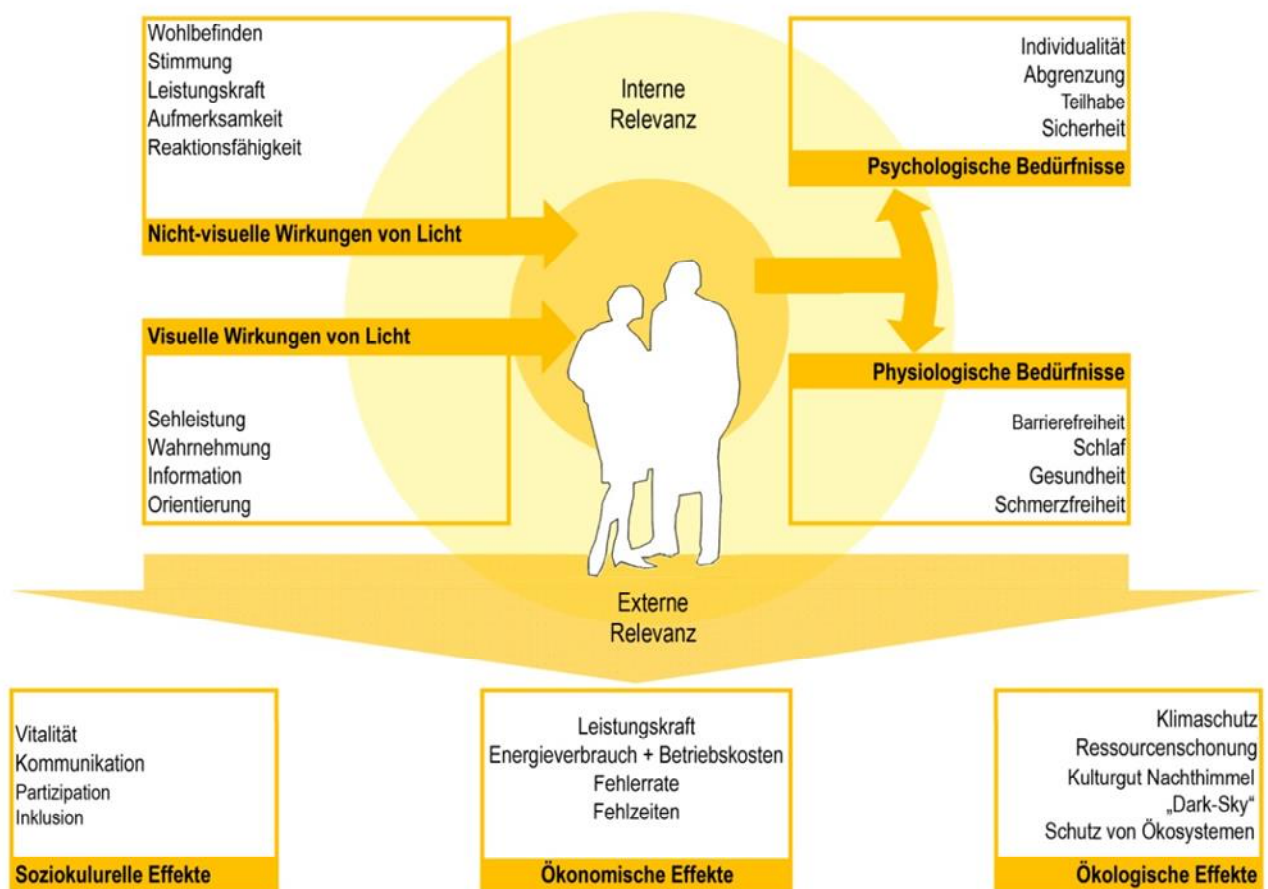 Wohlbefinden
Stimmung
Leistungskraft
Aufmerksamkeit
Reaktionsfähigkeit
Nicht-visuelle Wirkungen von Licht
Interne
Relevanz
Individualität
Abgrenzung
Teilhabe
Sicherheit
Psychologische Bedürfnisse
Visuelle Wirkungen von Licht
Sehleistung
Wahrnehmung
Information
Orientierung
Physiologische Bedürfnisse
Barrierefreiheit
Schlaf
Gesundheit
Schmerzfreiheit
Externe
Relevanz
Vitalität
Kommunikation
Partizipation
Inklusion
Soziokulurelle Effekte
Leistungskraft
Energieverbrauch + Betriebskosten
Fehlerrate
Fehlzeiten
Ökonomische Effekte
Klimaschutz
Ressourcenschonung
Kulturgut Nachthimmel
„Dark-Sky“
Schutz von Ökosystemen
Ökologische Effekte